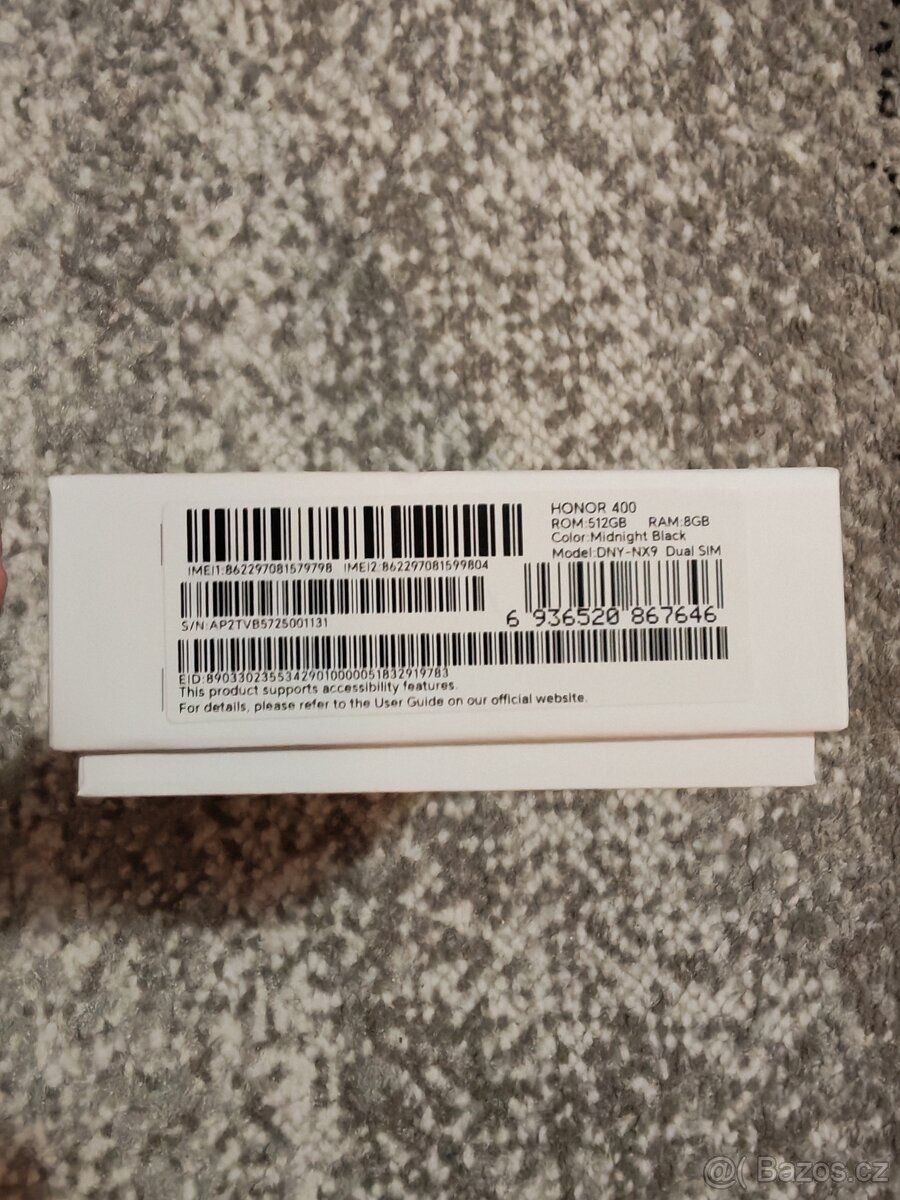 HONOR 400
ROM:512GB RAM:8GB
Color:Midnight Black
Model:DNY-NX9 Dual SIM
IMEI1:862297081579798 IMEI2:862297081599804
S/N:AP2TVB5725001131
6 936520 867646
EID:89033023553429010000051832919783
This product supports accessibility features.
For details, please refer to the User Guide on our official website.
@( Bazos.cz